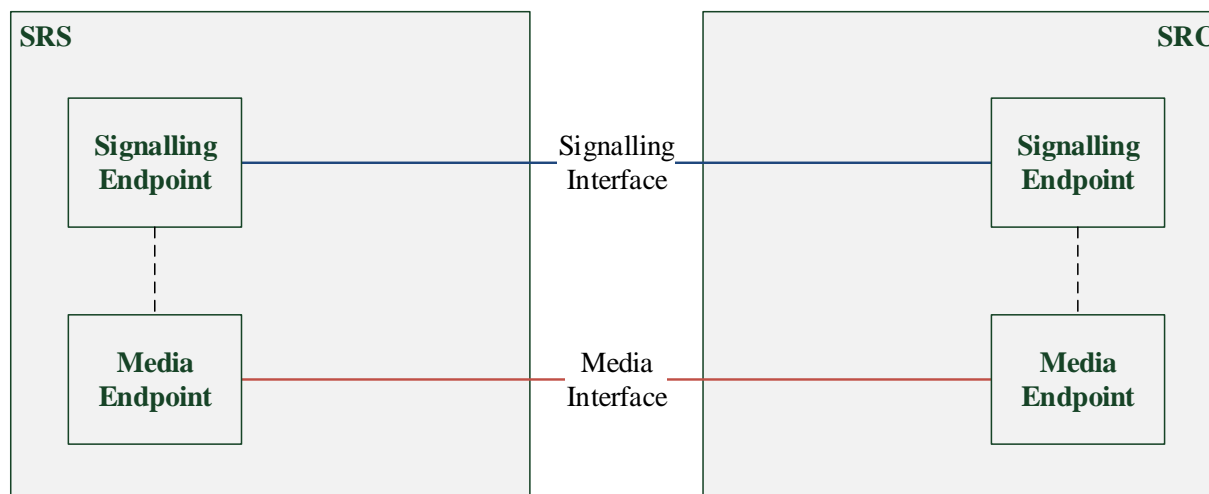 SRS
SRC
Signalling
Endpoint
Signalling
Interface
Signalling
Endpoint
Media
Endpoint
Media
Interface
Media
Endpoint